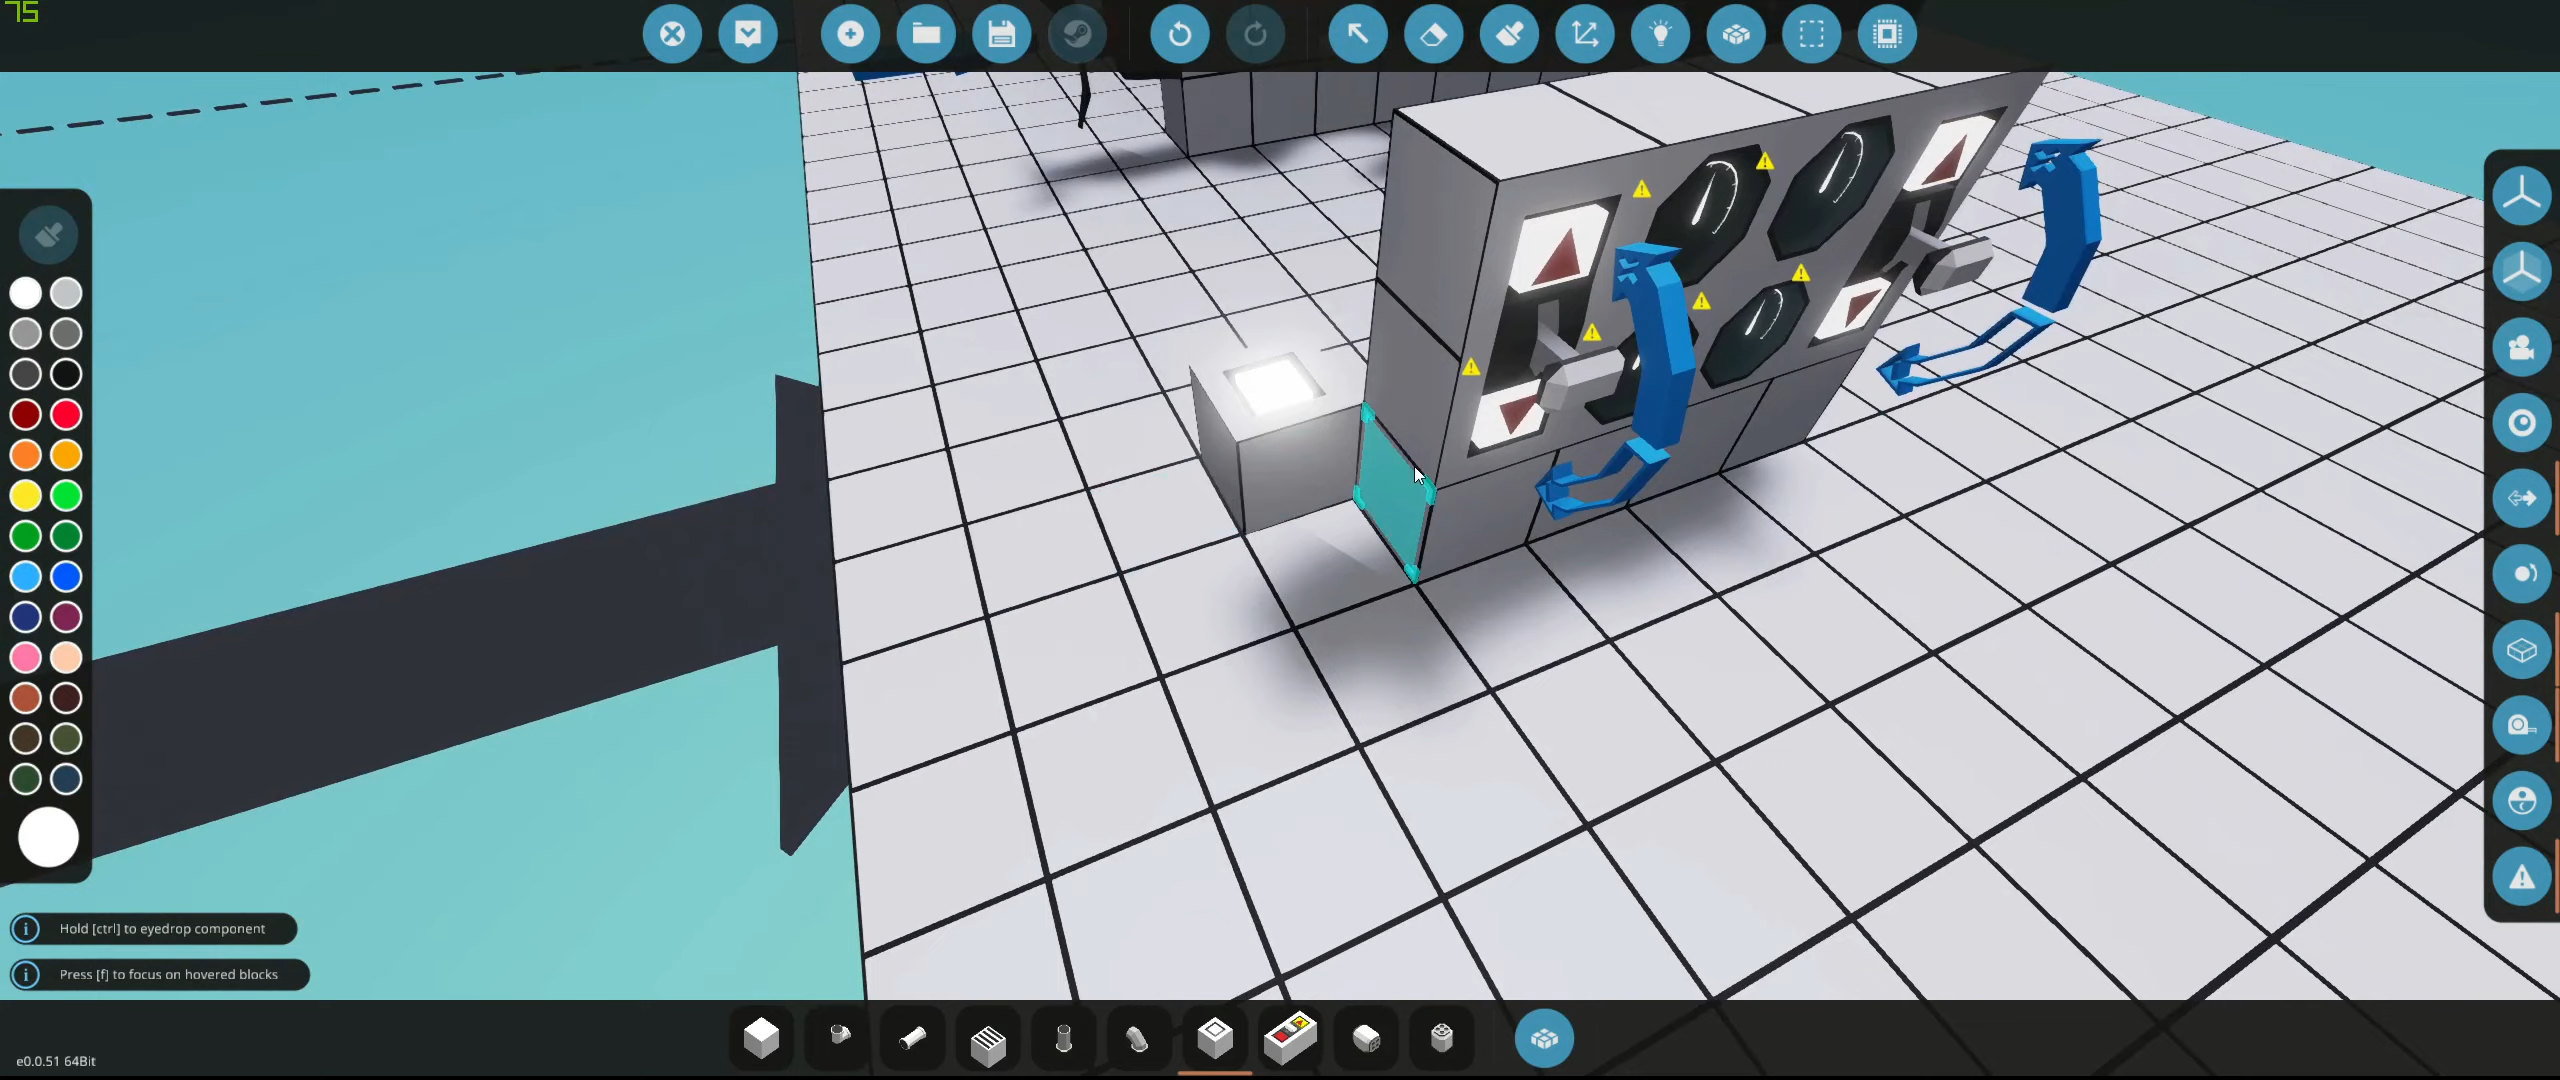 75
Hold [ctrl] to eyedrop component
Press [f] to focus on hovered blocks
e0.0.51 64Bit